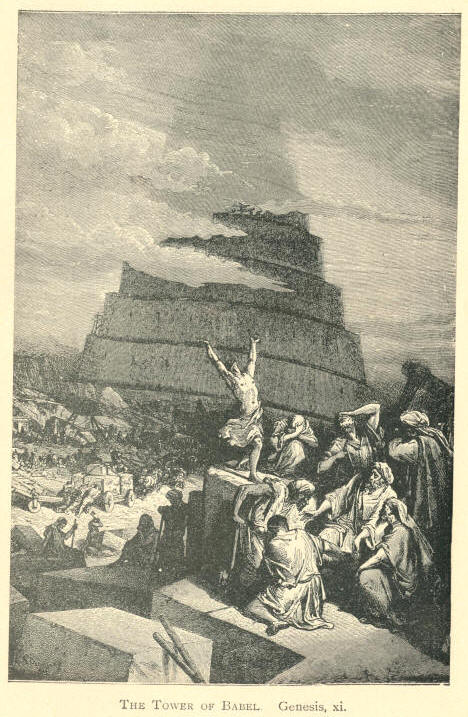 THE TOWER OF BABEL. Genesis, xi.